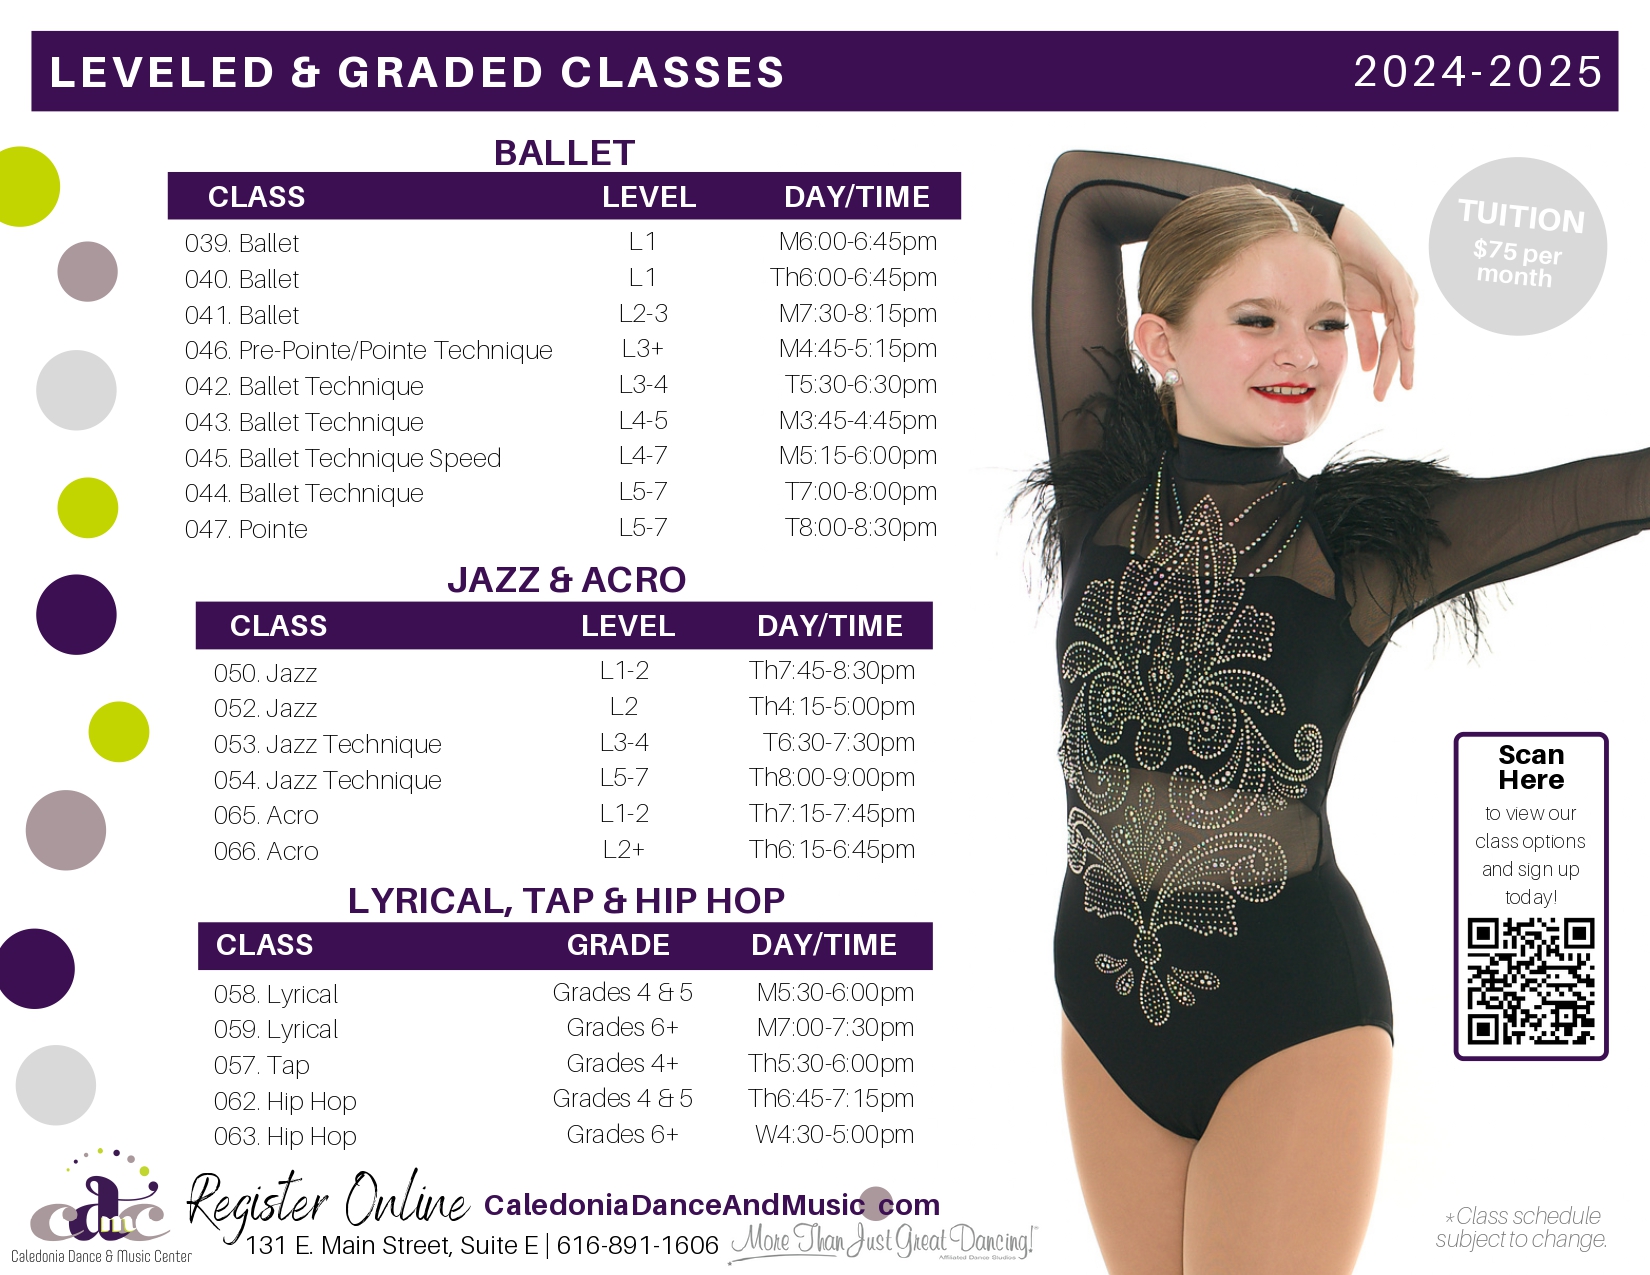 LEVELED & GRADED CLASSES 2024-2025
BALLET
CLASS LEVEL DAY/TIME
039. Ballet L1 M6:00-6:45pm
040. Ballet L1 Th6:00-6:45pm
041. Ballet L2-3 M7:30-8:15pm
046. Pre-Pointe/Pointe Technique L3+ M4:45-5:15pm
042. Ballet Technique L3-4 T5:30-6:30pm
043. Ballet Technique L4-5 M3:45-4:45pm
045. Ballet Technique Speed L4-7 M5:15-6:00pm
044. Ballet Technique L5-7 T7:00-8:00pm
047. Pointe L5-7 T8:00-8:30pm
JAZZ & ACRO
CLASS LEVEL DAY/TIME
050. Jazz L1-2 Th7:45-8:30pm
052. Jazz L2 Th4:15-5:00pm
053. Jazz Technique L3-4 T6:30-7:30pm
054. Jazz Technique L5-7 Th8:00-9:00pm
065. Acro L1-2 Th7:15-7:45pm
066. Acro L2+ Th6:15-6:45pm
LYRICAL, TAP & HIP HOP
CLASS GRADE DAY/TIME
058. Lyrical Grades 4 & 5 M5:30-6:00pm
059. Lyrical Grades 6+ M7:00-7:30pm
057. Tap Grades 4+ Th5:30-6:00pm
062. Hip Hop Grades 4 & 5 Th6:45-7:15pm
063. Hip Hop Grades 6+ W4:30-5:00pm
TUITION
$75 per
month
Scan
Here
to view our
class options
and sign up
today!
cdmc
Caledonia Dance & Music Center
Register Online CaledoniaDanceAndMusic com
131 E. Main Street, Suite E | 616-891-1606
More Than Just Great Dancing!
Affiliated Dance Studios
*Class schedule
subject to change.